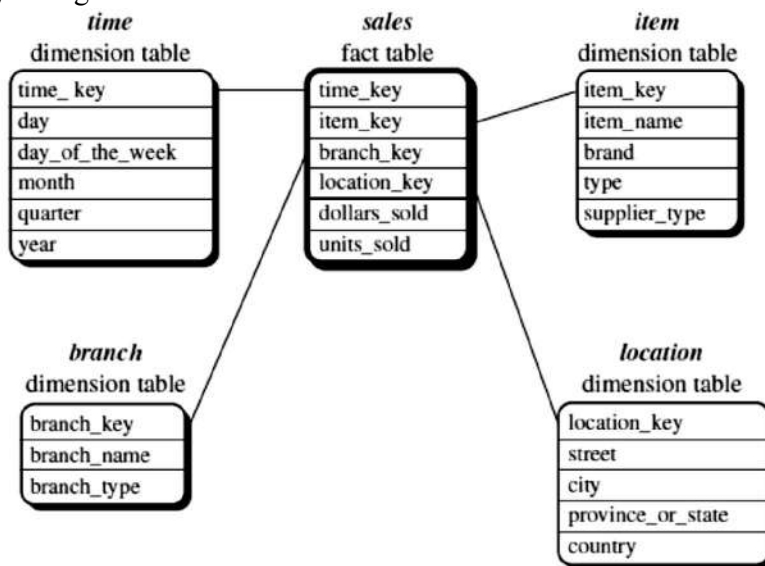 time
dimension table
time_ key
day
day_of_the_week
month
quarter
year
sales
fact table
time_key
item_key
branch_key
location_key
dollars_sold
units_sold
item
dimension table
item_key
item_name
brand
type
supplier_type
branch
dimension table
branch_key
branch_name
branch_type
location
dimension table
location_key
street
city
province_or_state
country